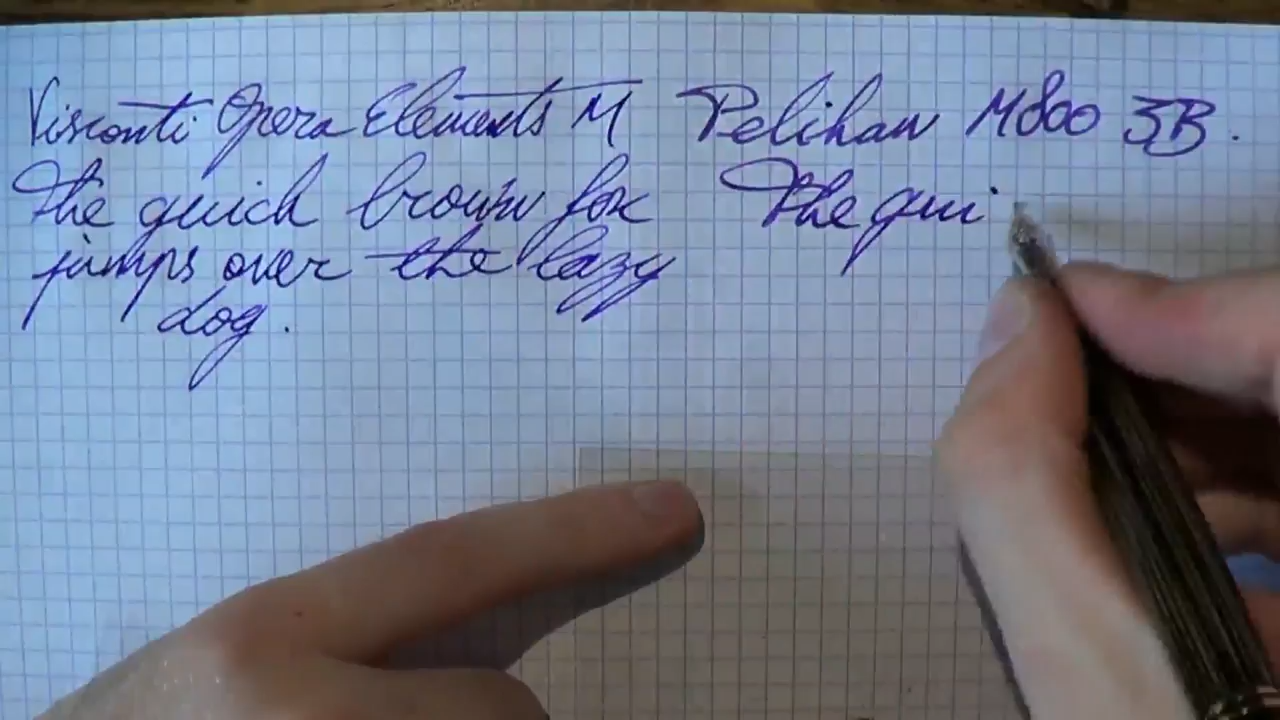 Visconti Opera Elements M
The quick brown fox
jumps over the lazy
dog.
Pelikan M800 3B.
The qui